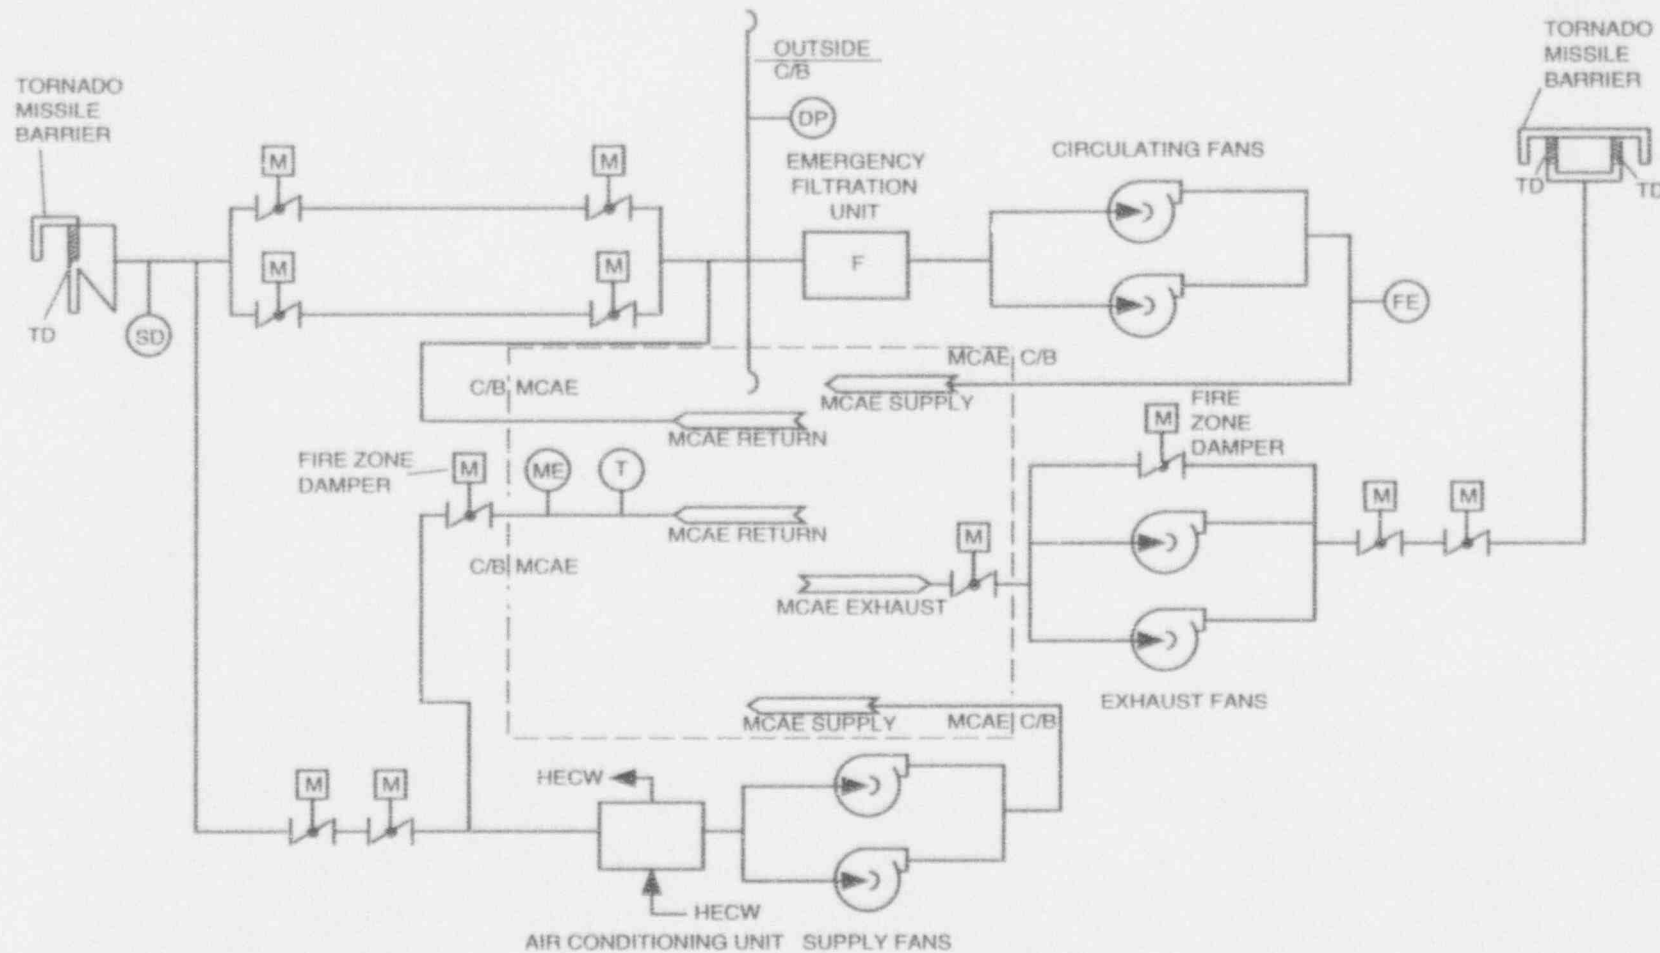 TORNADO
MISSILE
BARRIER
OUTSIDE
C/B
TORNADO
MISSILE
BARRIER
DP
M
M
EMERGENCY
FILTRATION
UNIT
CIRCULATING FANS
TD
TD
M
M
F
TD
SD
FE
C/B MCAE
MCAE C/B
MCAE SUPPLY
MCAE RETURN
FIRE
ZONE
DAMPER
M
FIRE ZONE
DAMPER
M
ME
T
MCAE RETURN
C/B MCAE
M
M
M
MCAE EXHAUST
EXHAUST FANS
MCAE SUPPLY
MCAE C/B
M
M
HECW
HECW
AIR CONDITIONING UNIT
SUPPLY FANS